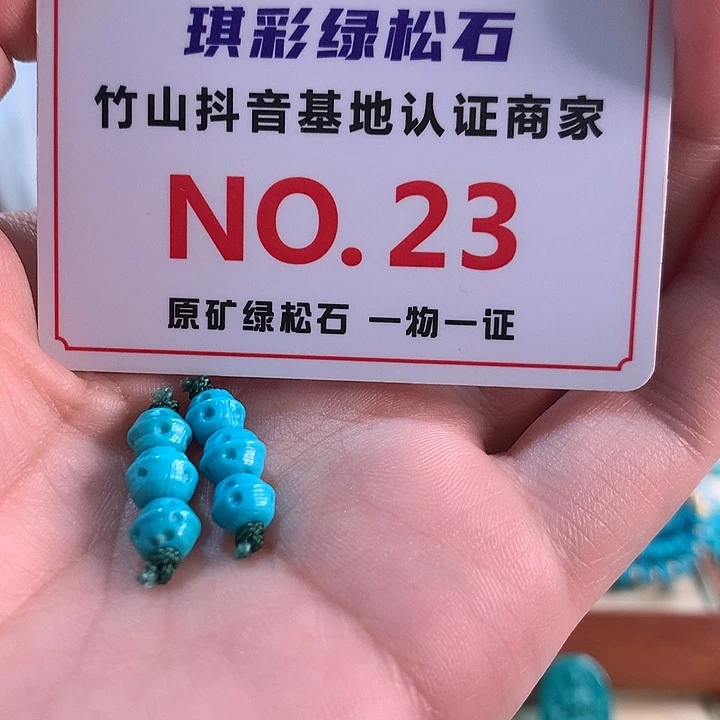 琪彩绿松石
竹山抖音基地认证商家
NO. 23
原矿绿松石 一物一证